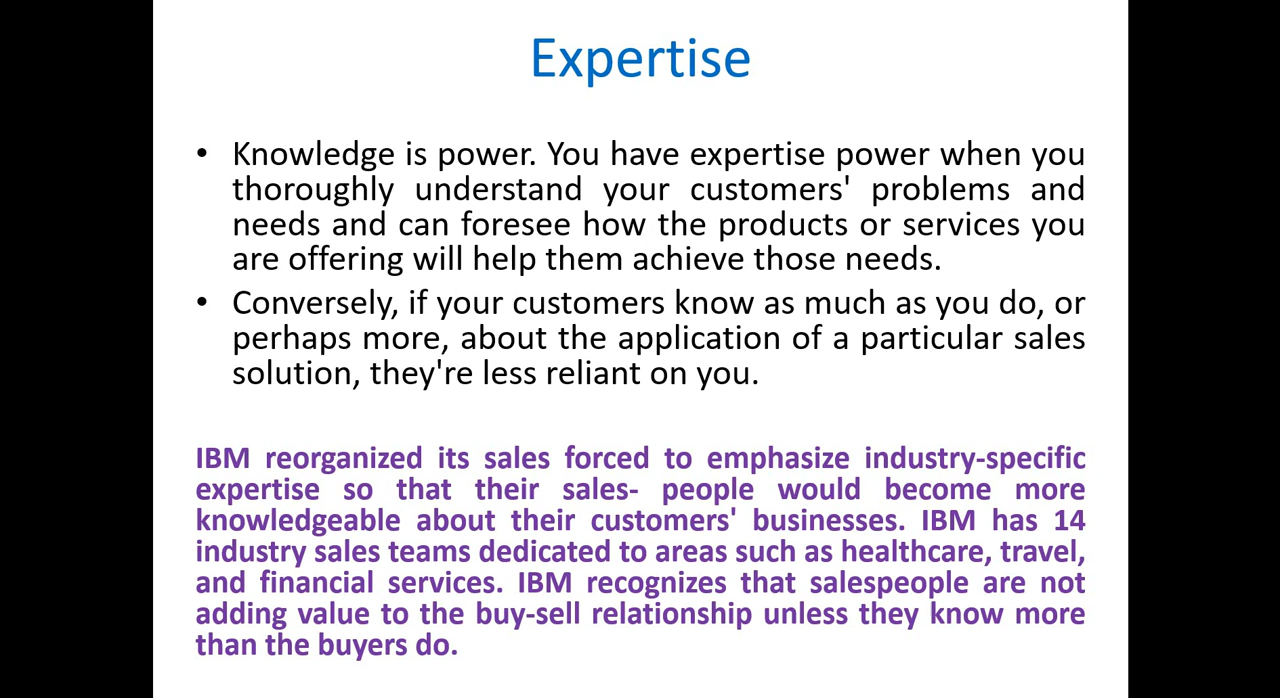 Expertise
• Knowledge is power. You have expertise power when you
thoroughly understand your customers' problems and
needs and can foresee how the products or services you
are offering will help them achieve those needs.
• Conversely, if your customers know as much as you do, or
perhaps more, about the application of a particular sales
solution, they're less reliant on you.
IBM reorganized its sales forced to emphasize industry-specific
expertise so that their sales- people would become more
knowledgeable about their customers' businesses. IBM has 14
industry sales teams dedicated to areas such as healthcare, travel,
and financial services. IBM recognizes that salespeople are not
adding value to the buy-sell relationship unless they know more
than the buyers do.